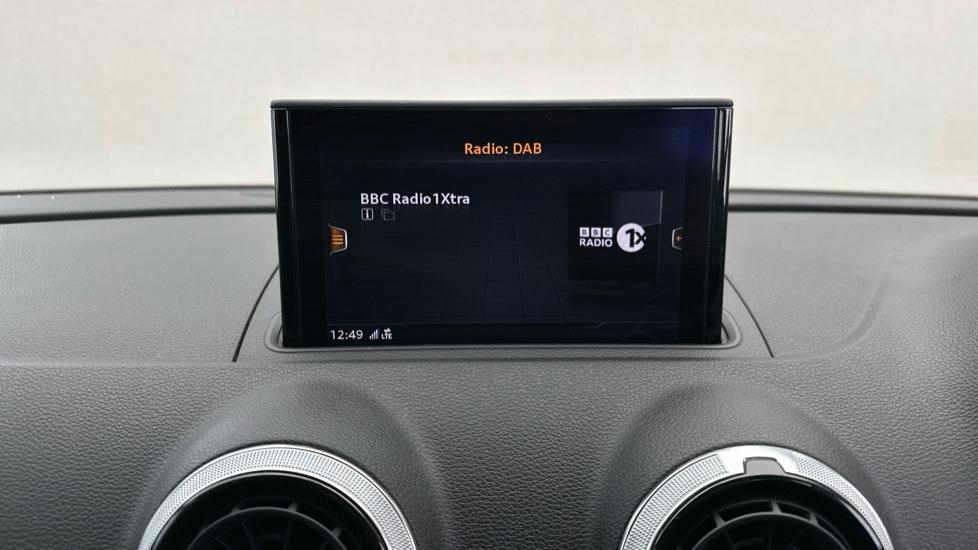 Radio: DAB
BBC Radio1Xtra
BBC
RADIO 1x
12:49 LTE